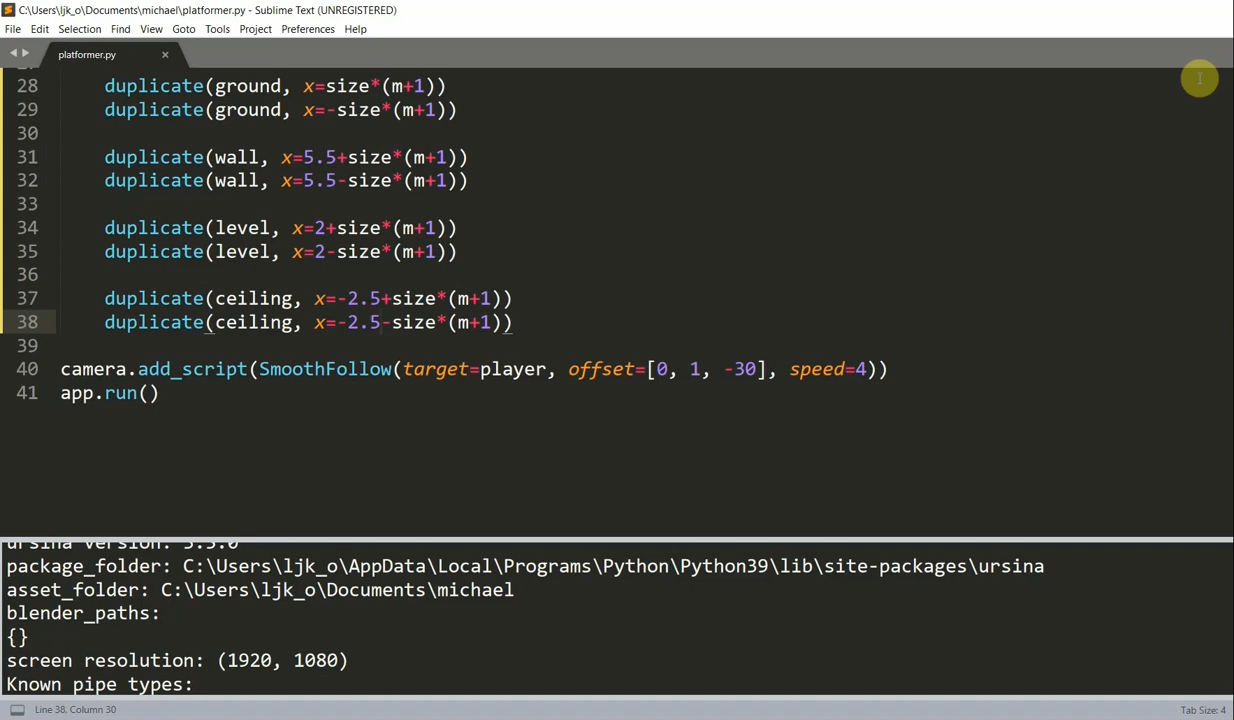 C:\Users\ljk_o\Documents\michael\platformer.py - Sublime Text (UNREGISTERED)
File Edit Selection Find View Goto Tools Project Preferences Help
platformer.py ×
28 duplicate(ground, x=size*(m+1))
29 duplicate(ground, x=-size*(m+1))
30
31 duplicate(wall, x=5.5+size*(m+1))
32 duplicate(wall, x=5.5-size*(m+1))
33
34 duplicate(level, x=2+size*(m+1))
35 duplicate(level, x=2-size*(m+1))
36
37 duplicate(ceiling, x=-2.5+size*(m+1))
38 duplicate(ceiling, x=-2.5-size*(m+1))
39
40 camera.add_script(SmoothFollow(target=player, offset=[0, 1, -30], speed=4))
41 app.run()
ursina version: 3.3.0
package_folder: C:\Users\ljk_o\AppData\Local\Programs\Python\Python39\lib\site-packages\ursina
asset_folder: C:\Users\ljk_o\Documents\michael
blender_paths:
{}
screen resolution: (1920, 1080)
Known pipe types:
Line 38, Column 30 Tab Size: 4